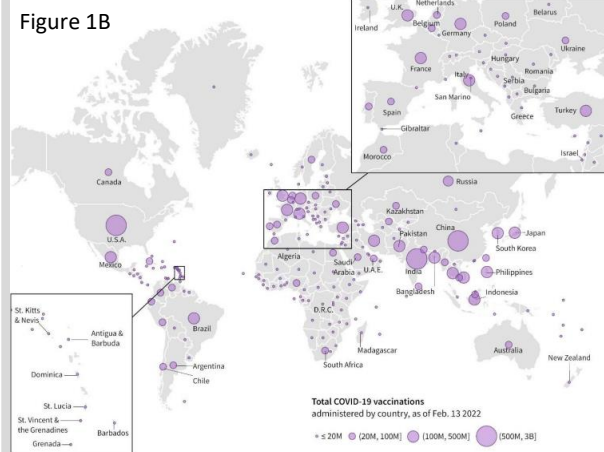 Figure 1B
Netherlands
U.K.
Belarus
Ireland
Belgium
Poland
Germany
Ukraine
France
Hungary
Italy
Romania
Serbia
San Marino
Bulgaria
Spain
Turkey
Greece
Gibraltar
Morocco
Israel
Canada
Russia
Kazakhstan
U.S.A.
China
Japan
Pakistan
South Korea
Mexico
Algeria
Saudi
Arabia
U.A.E.
India
Philippines
Bangladesh
Indonesia
D.R.C.
St. Kitts
& Nevis
Antigua &
Barbuda
Brazil
Madagascar
Dominica
Argentina
South Africa
Australia
New Zealand
Chile
St. Lucia
St. Vincent &
the Grenadines
Barbados
Grenada
Total COVID-19 vaccinations
administered by country, as of Feb. 13 2022
≤ 20M (20M, 100M] (100M, 500M] (500M, 3B]